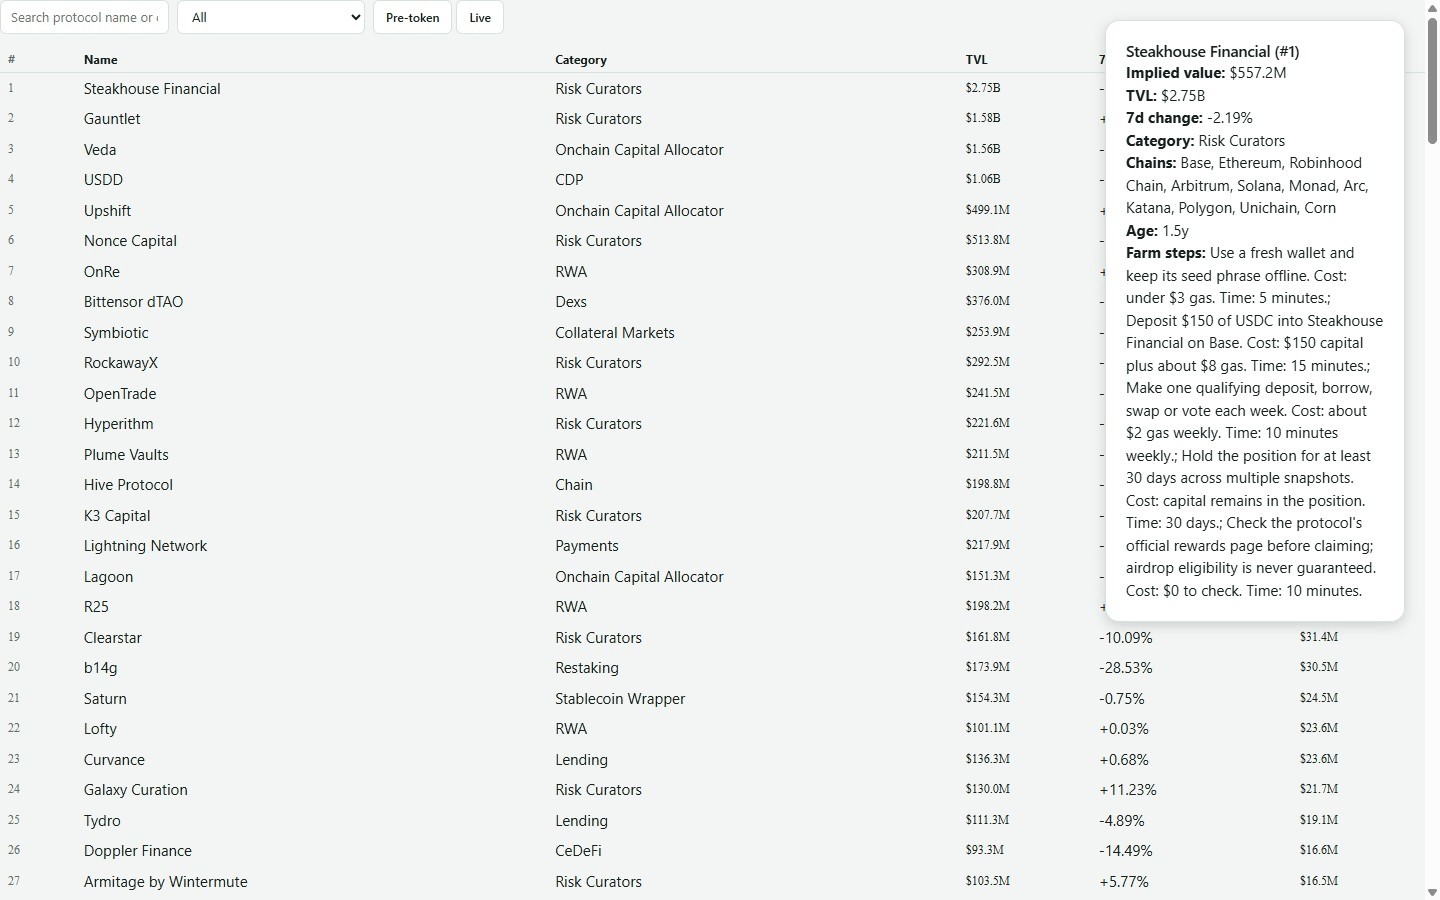 Search protocol name or c
All
Pre-token
Live
# Name Category TVL 7
1 Steakhouse Financial Risk Curators $2.75B -
2 Gauntlet Risk Curators $1.58B +
3 Veda Onchain Capital Allocator $1.56B -
4 USDD CDP $1.06B -
5 Upshift Onchain Capital Allocator $499.1M +
6 Nonce Capital Risk Curators $513.8M -
7 OnRe RWA $308.9M +
8 Bittensor dTAO Dexs $376.0M -
9 Symbiotic Collateral Markets $253.9M -
10 RockawayX Risk Curators $292.5M -
11 OpenTrade RWA $241.5M -
12 Hyperithm Risk Curators $221.6M -
13 Plume Vaults RWA $211.5M -
14 Hive Protocol Chain $198.8M -
15 K3 Capital Risk Curators $207.7M -
16 Lightning Network Payments $217.9M -
17 Lagoon Onchain Capital Allocator $151.3M -
18 R25 RWA $198.2M +
19 Clearstar Risk Curators $161.8M -10.09% $31.4M
20 b14g Restaking $173.9M -28.53% $30.5M
21 Saturn Stablecoin Wrapper $154.3M -0.75% $24.5M
22 Lofty RWA $101.1M +0.03% $23.6M
23 Curvance Lending $136.3M +0.68% $23.6M
24 Galaxy Curation Risk Curators $130.0M +11.23% $21.7M
25 Tydro Lending $111.3M -4.89% $19.1M
26 Doppler Finance CeDeFi $93.3M -14.49% $16.6M
27 Armitage by Wintermute Risk Curators $103.5M +5.77% $16.5M
Steakhouse Financial (#1)
Implied value: $557.2M
TVL: $2.75B
7d change: -2.19%
Category: Risk Curators
Chains: Base, Ethereum, Robinhood
Chain, Arbitrum, Solana, Monad, Arc,
Katana, Polygon, Unichain, Corn
Age: 1.5y
Farm steps: Use a fresh wallet and
keep its seed phrase offline. Cost:
under $3 gas. Time: 5 minutes.;
Deposit $150 of USDC into Steakhouse
Financial on Base. Cost: $150 capital
plus about $8 gas. Time: 15 minutes.;
Make one qualifying deposit, borrow,
swap or vote each week. Cost: about
$2 gas weekly. Time: 10 minutes
weekly.; Hold the position for at least
30 days across multiple snapshots.
Cost: capital remains in the position.
Time: 30 days.; Check the protocol's
official rewards page before claiming;
airdrop eligibility is never guaranteed.
Cost: $0 to check. Time: 10 minutes.